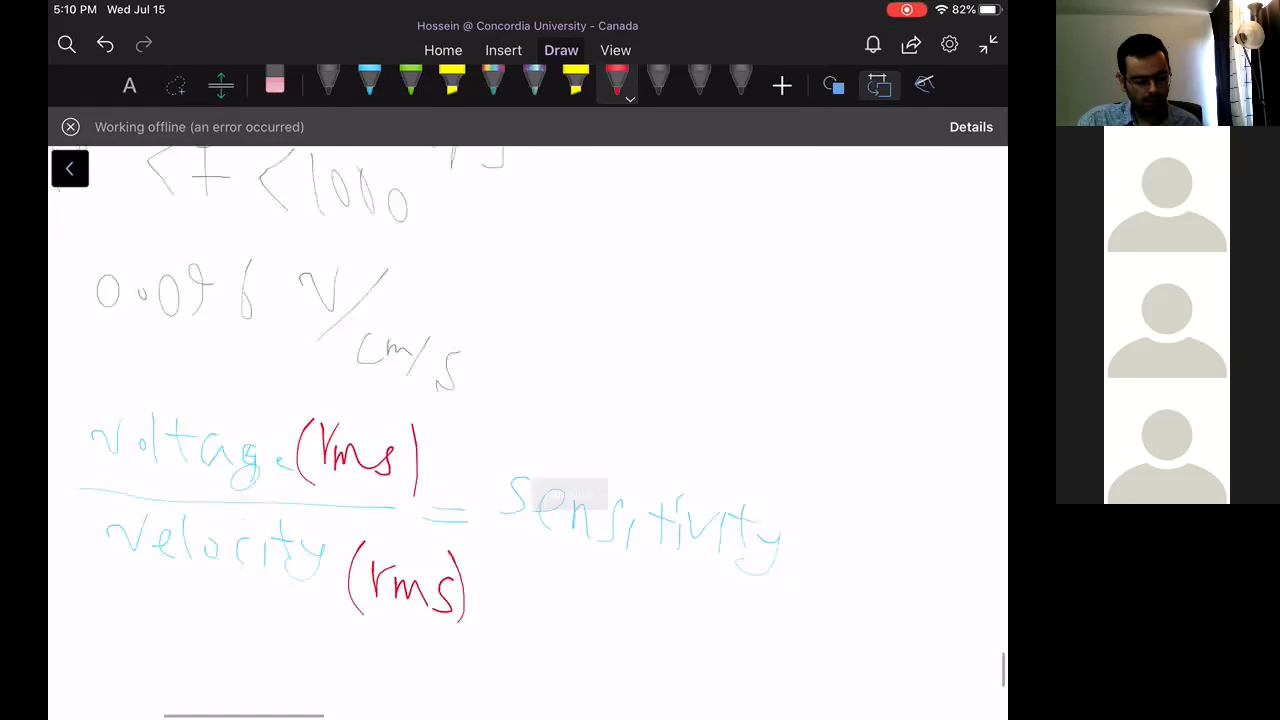 5:10 PM Wed Jul 15
82%
Hossein @ Concordia University - Canada
Home Insert Draw View
A
Working offline (an error occurred)
Details
< T < 1000
0.096 V/cm/s
voltage (rms)
velocity (rms)
= sensitivity